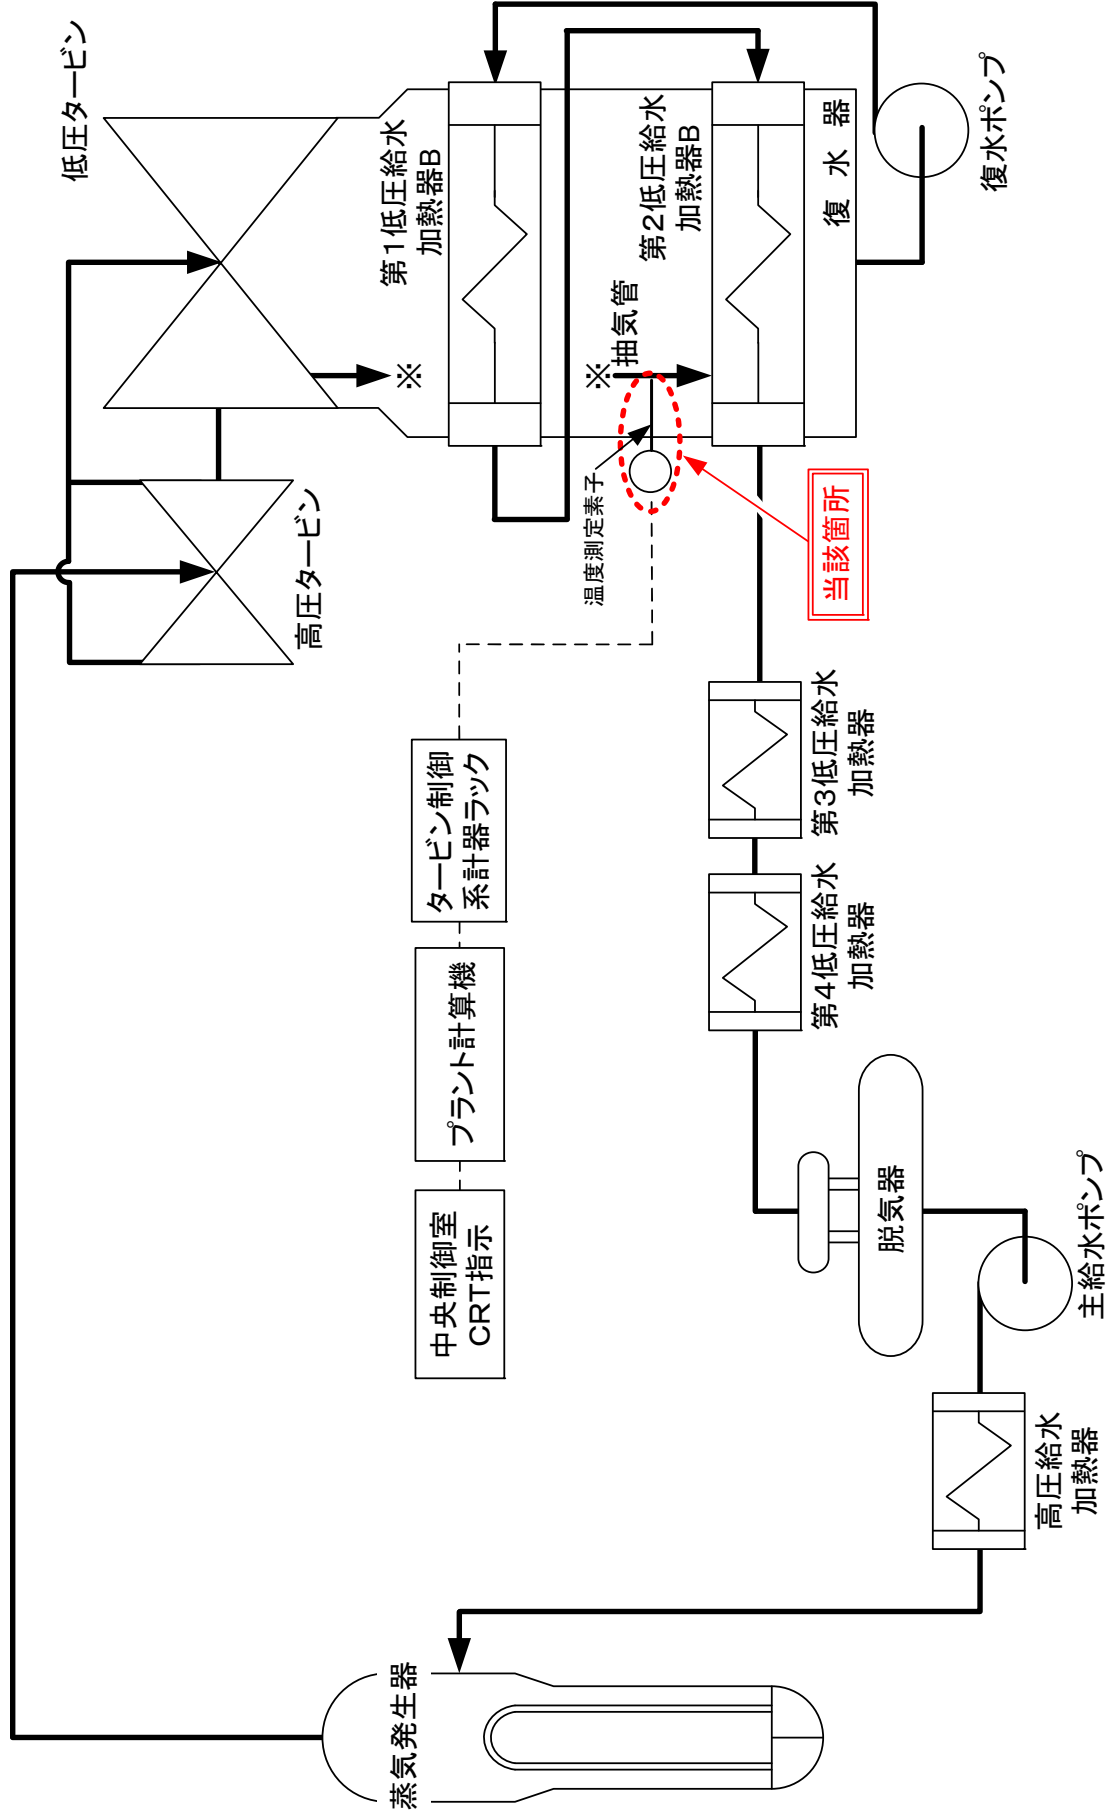 低圧タービン
高圧タービン
第1低圧給水
加熱器B
第2低圧給水
加熱器B
復水器
復水ポンプ
※
※
抽気管
温度測定素子
当該箇所
タービン制御
系計器ラック
プラント計算機
中央制御室
CRT指示
第3低圧給水
加熱器
第4低圧給水
加熱器
脱気器
主給水ポンプ
高圧給水
加熱器
蒸気発生器